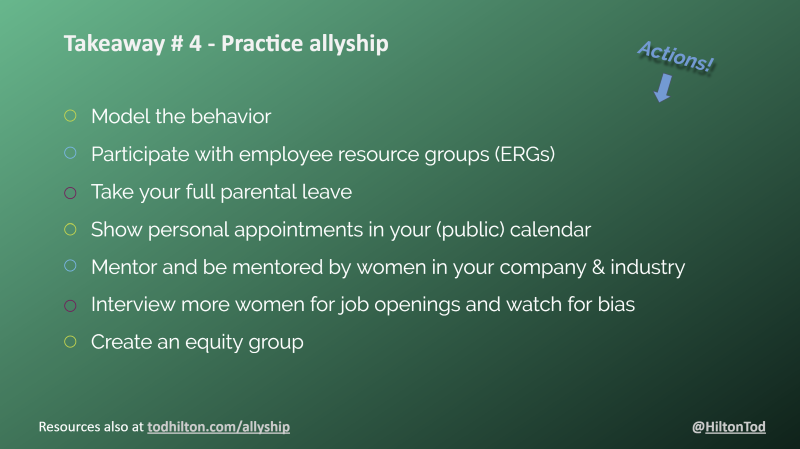 Takeaway # 4 - Practice allyship
Actions!
Model the behavior
Participate with employee resource groups (ERGs)
Take your full parental leave
Show personal appointments in your (public) calendar
Mentor and be mentored by women in your company & industry
Interview more women for job openings and watch for bias
Create an equity group
Resources also at todhilton.com/allyship
@HiltonTod